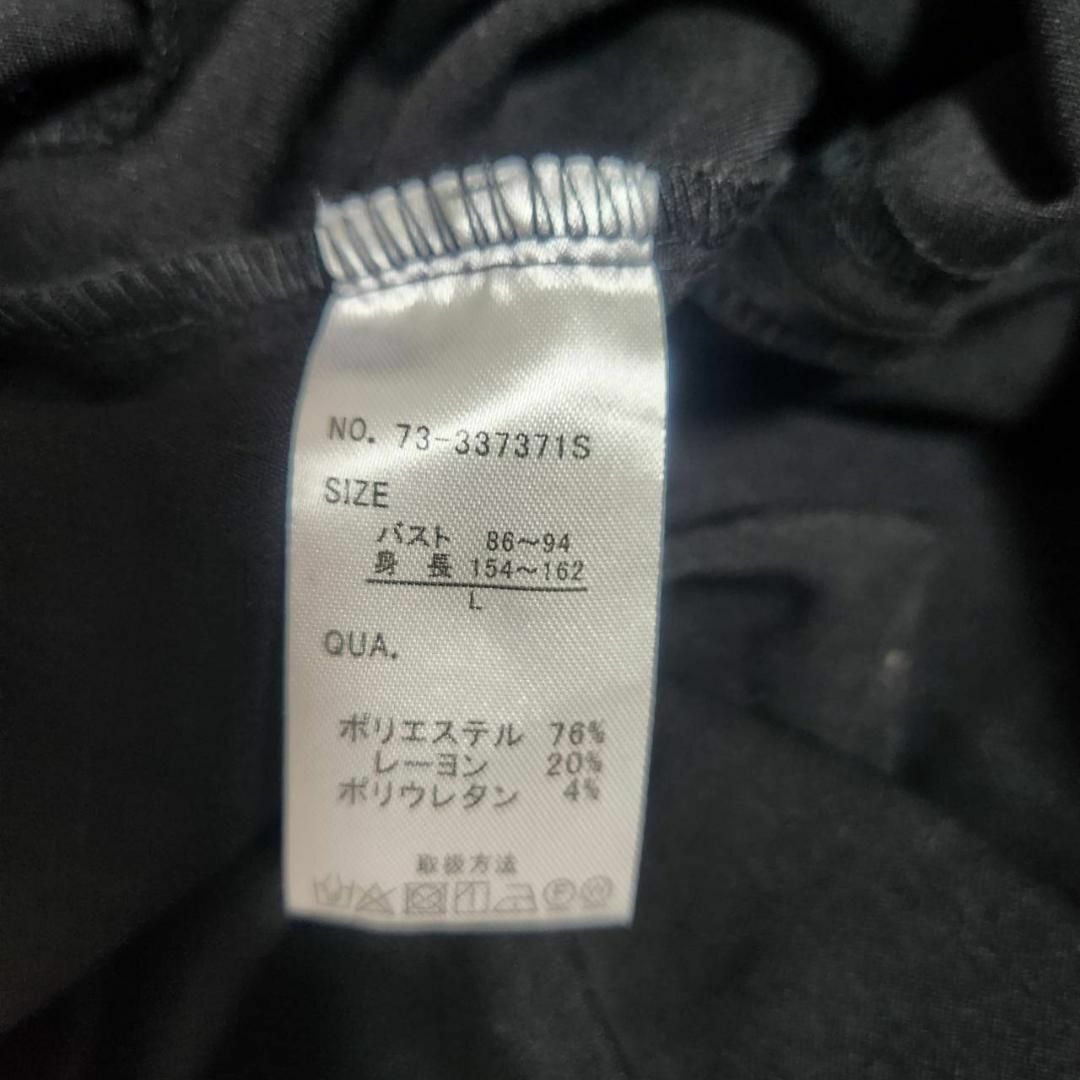 NO. 73-337371S
SIZE
バスト 86~94
身長 154~162
L
QUA.
ポリエステル 76%
レーヨン 20%
ポリウレタン 4%
取扱方法